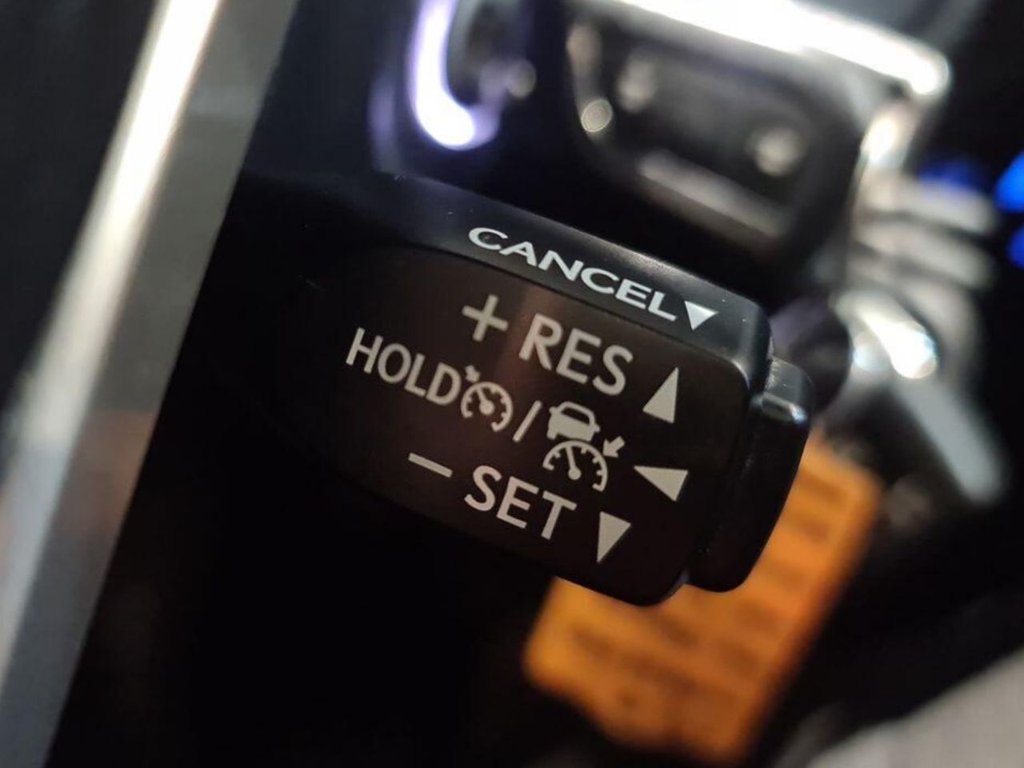 CANCEL
+ RES
HOLD /
- SET